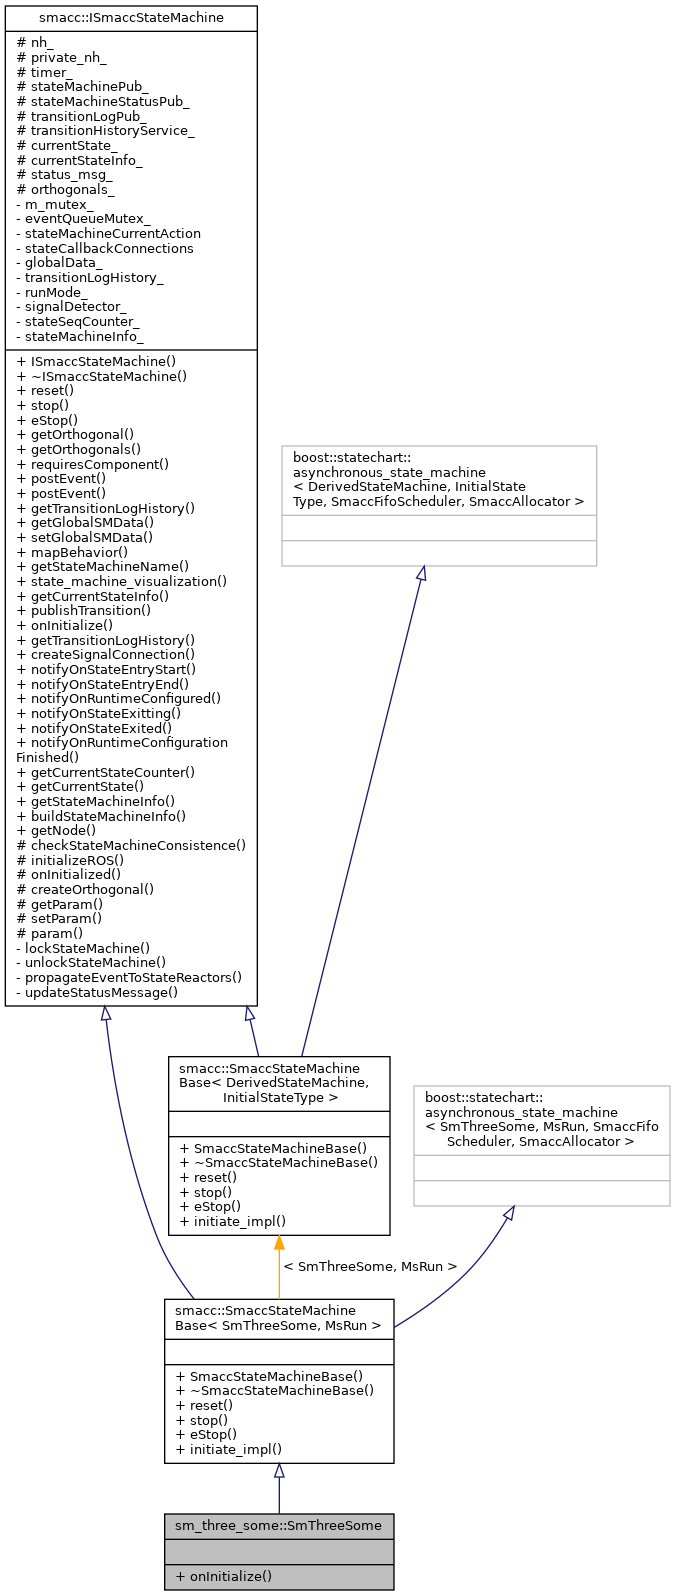 smacc::ISmaccStateMachine
# nh_
# private_nh_
# timer_
# stateMachinePub_
# stateMachineStatusPub_
# transitionLogPub_
# transitionHistoryService_
# currentState_
# currentStateInfo_
# status_msg_
# orthogonals_
- m_mutex_
- eventQueueMutex_
- stateMachineCurrentAction
- stateCallbackConnections
- globalData_
- transitionLogHistory_
- runMode_
- signalDetector_
- stateSeqCounter_
- stateMachineInfo_
+ ISmaccStateMachine()
+ ~ISmaccStateMachine()
+ reset()
+ stop()
+ eStop()
+ getOrthogonal()
+ getOrthogonals()
+ requiresComponent()
+ postEvent()
+ postEvent()
+ getTransitionLogHistory()
+ getGlobalSMData()
+ setGlobalSMData()
+ mapBehavior()
+ getStateMachineName()
+ state_machine_visualization()
+ getCurrentStateInfo()
+ publishTransition()
+ onInitialize()
+ getTransitionLogHistory()
+ createSignalConnection()
+ notifyOnStateEntryStart()
+ notifyOnStateEntryEnd()
+ notifyOnRuntimeConfigured()
+ notifyOnStateExitting()
+ notifyOnStateExited()
+ notifyOnRuntimeConfiguration
Finished()
+ getCurrentStateCounter()
+ getCurrentState()
+ getStateMachineInfo()
+ buildStateMachineInfo()
+ getNode()
# checkStateMachineConsistence()
# initializeROS()
# onInitialized()
# createOrthogonal()
# getParam()
# setParam()
# param()
- lockStateMachine()
- unlockStateMachine()
- propagateEventToStateReactors()
- updateStatusMessage()
boost::statechart::
asynchronous_state_machine
< DerivedStateMachine, InitialState
Type, SmaccFifoScheduler, SmaccAllocator >
smacc::SmaccStateMachine
Base< DerivedStateMachine,
InitialStateType >
+ SmaccStateMachineBase()
+ ~SmaccStateMachineBase()
+ reset()
+ stop()
+ eStop()
+ initiate_impl()
boost::statechart::
asynchronous_state_machine
< SmThreeSome, MsRun, SmaccFifo
Scheduler, SmaccAllocator >
< SmThreeSome, MsRun >
smacc::SmaccStateMachine
Base< SmThreeSome, MsRun >
+ SmaccStateMachineBase()
+ ~SmaccStateMachineBase()
+ reset()
+ stop()
+ eStop()
+ initiate_impl()
sm_three_some::SmThreeSome
+ onInitialize()